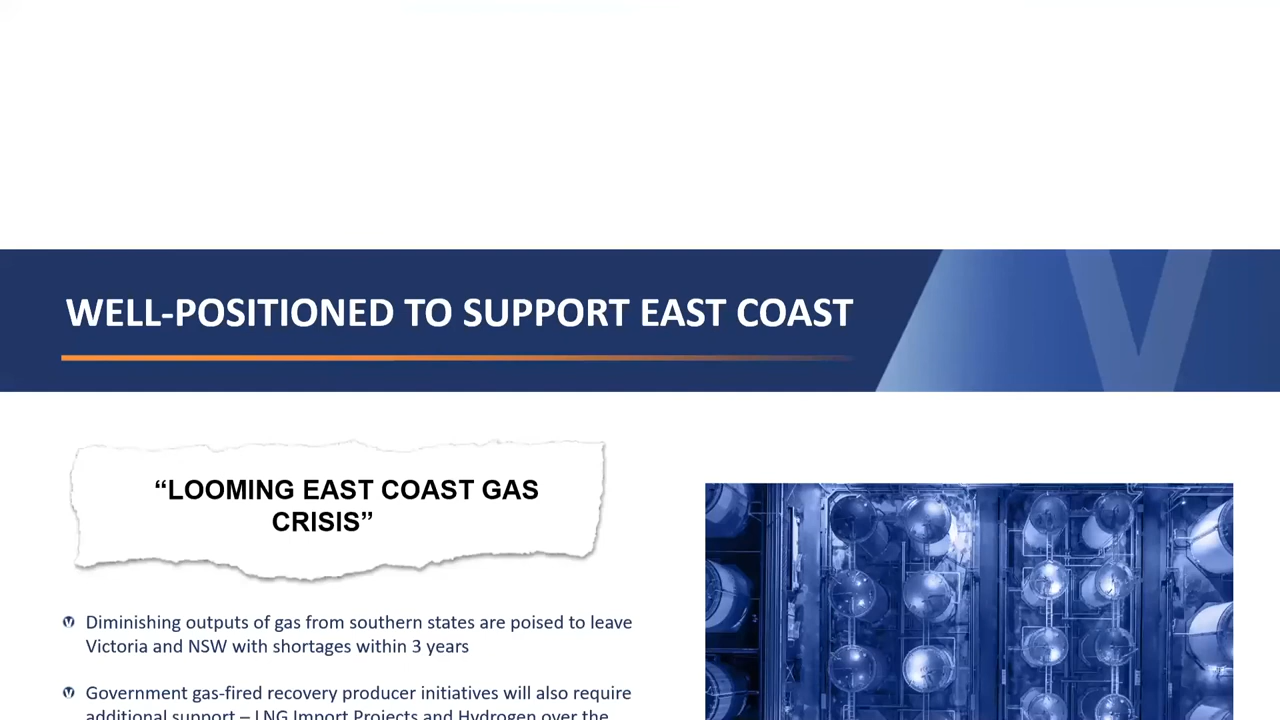 WELL-POSITIONED TO SUPPORT EAST COAST
“LOOMING EAST COAST GAS
CRISIS”
Diminishing outputs of gas from southern states are poised to leave
Victoria and NSW with shortages within 3 years
Government gas-fired recovery producer initiatives will also require
additional support – LNG Import Projects and Hydrogen over the